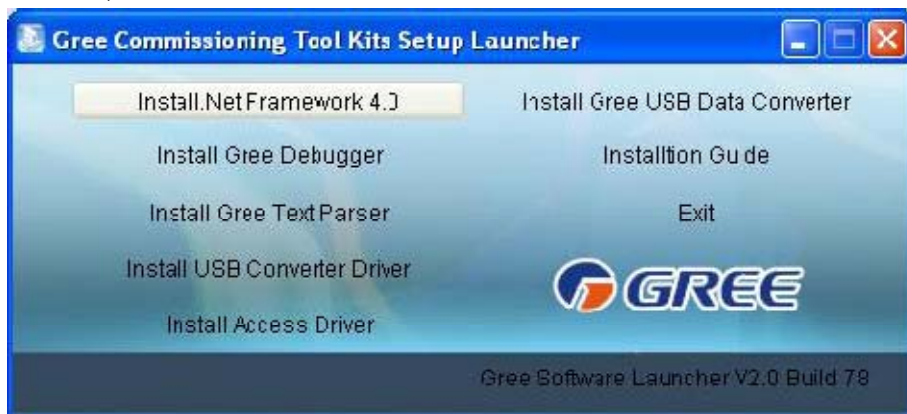 Gree Commissioning Tool Kits Setup Launcher
Install.Net Framework 4.0
Install Gree Debugger
Install Gree Text Parser
Install USB Converter Driver
Install Access Driver
Install Gree USB Data Converter
Installtion Guide
Exit
GREE
Gree Software Launcher V2.0 Build 78